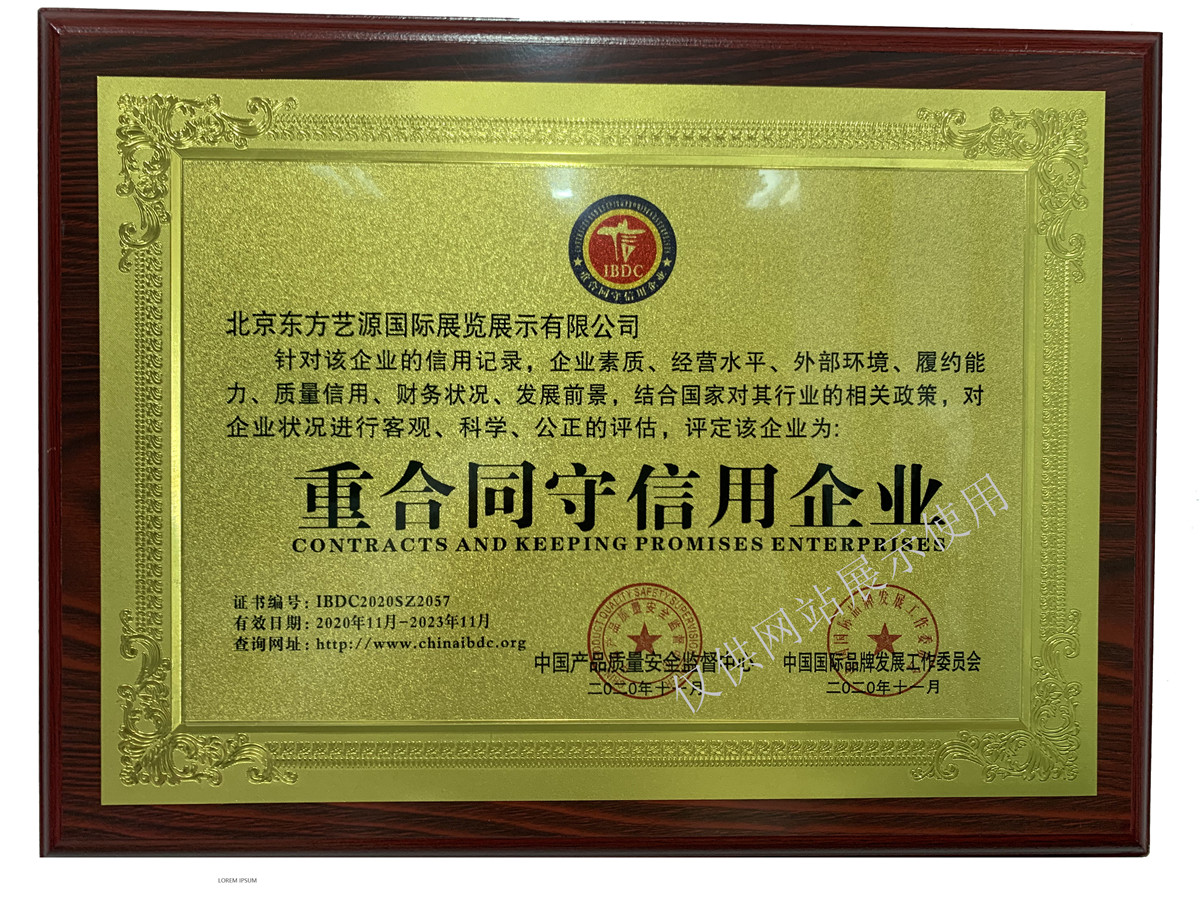 IBDC
重合同守信用企业
北京东方艺源国际展览展示有限公司
针对该企业的信用记录，企业素质、经营水平、外部环境、履约能
力、质量信用、财务状况、发展前景，结合国家对其行业的相关政策，对
企业状况进行客观、科学、公正的评估，评定该企业为:
重合同守信用企业
CONTRACTS AND KEEPING PROMISES ENTERPRISES
证书编号: IBDC2020SZ2057
有效日期: 2020年11月-2023年11月
查询网址: http://www.chinaibdc.org
中国产品质量安全监督中心
二〇二〇年十一月
中国国际品牌发展工作委员会
二〇二〇年十一月
仅供网站展示使用
LOREM IPSUM